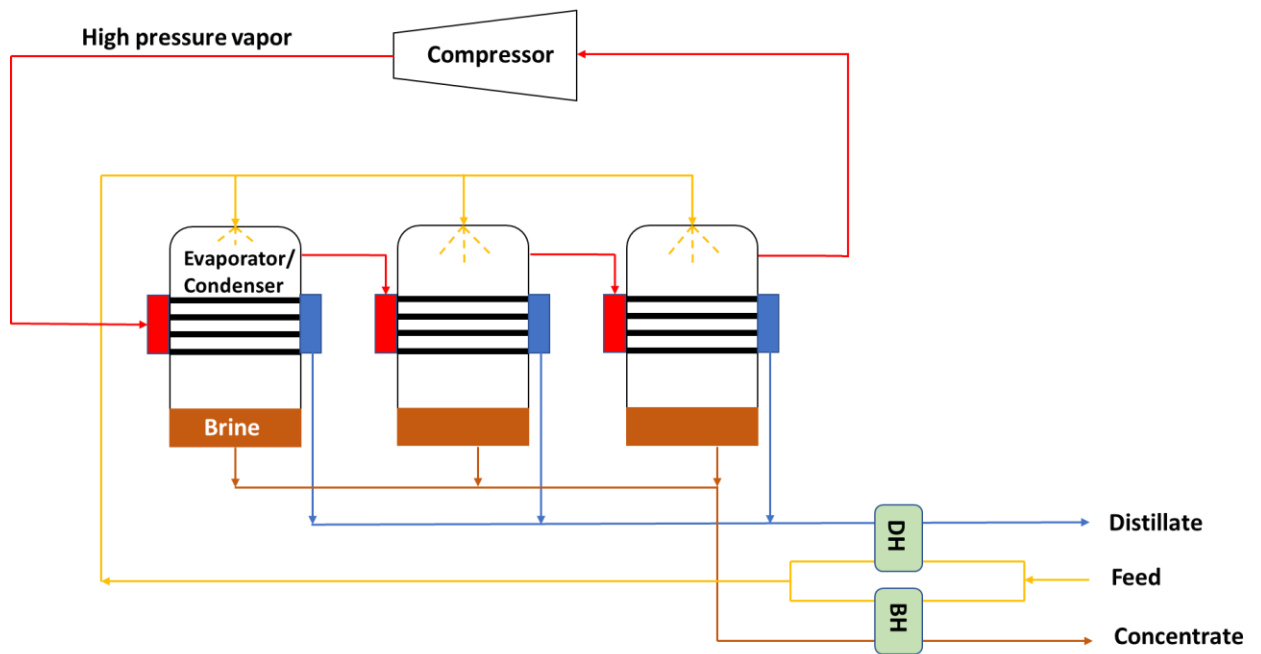 High pressure vapor
Compressor
Evaporator/
Condenser
Brine
DH
Distillate
Feed
BH
Concentrate